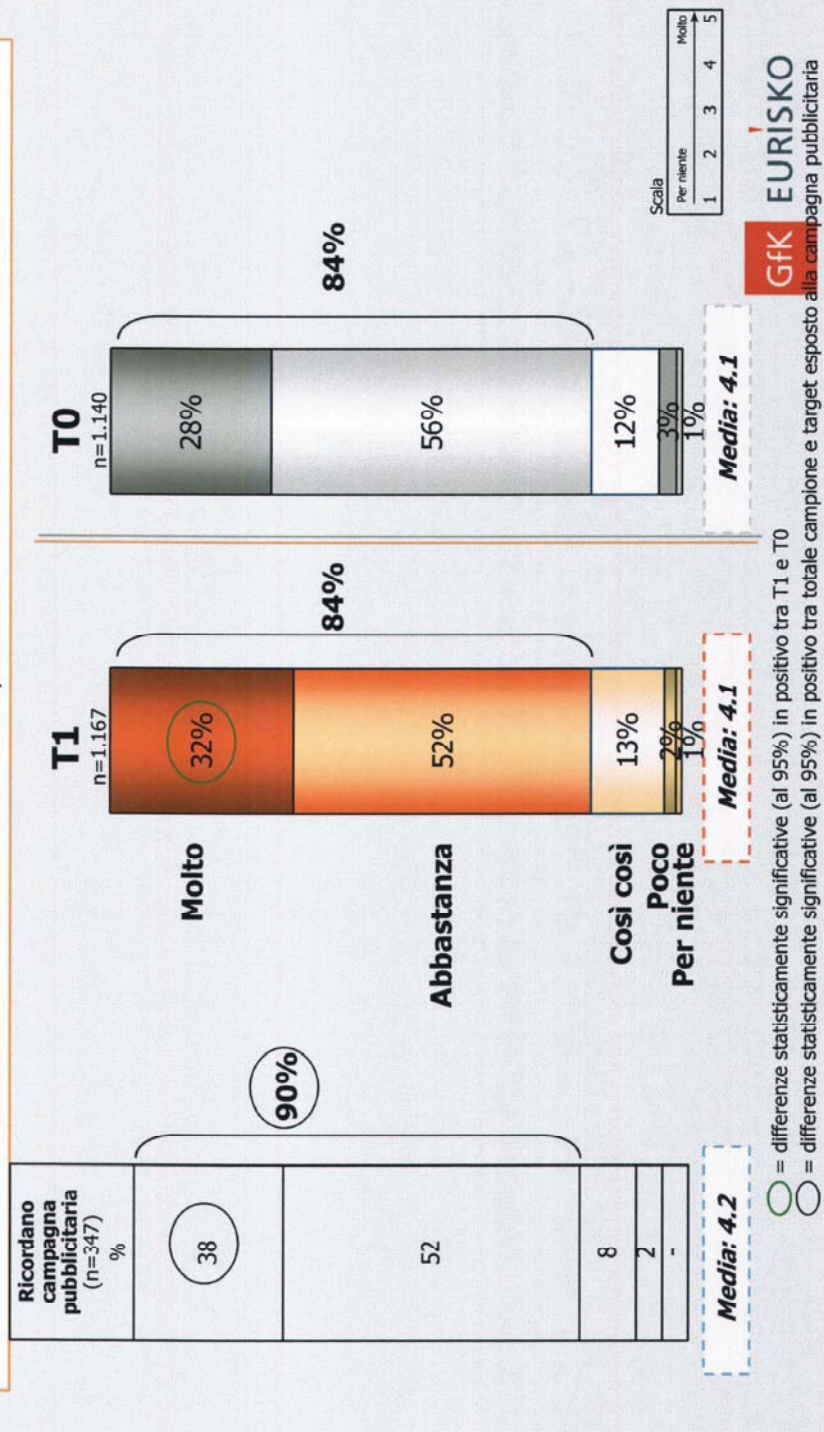 Ricordano
campagna
pubblicitaria
(n=347)
%
38
52
8
2
-
90%
Media: 4.2
Molto
Abbastanza
Così così
Poco
Per niente
T1
n=1.167
32%
52%
13%
2%
1%
84%
Media: 4.1
T0
n=1.140
28%
56%
12%
3%
1%
84%
Media: 4.1
Scala
Per niente Molto
1 2 3 4 5
GfK EURISKO
= differenze statisticamente significative (al 95%) in positivo tra T1 e T0
= differenze statisticamente significative (al 95%) in positivo tra totale campione e target esposto alla campagna pubblicitaria